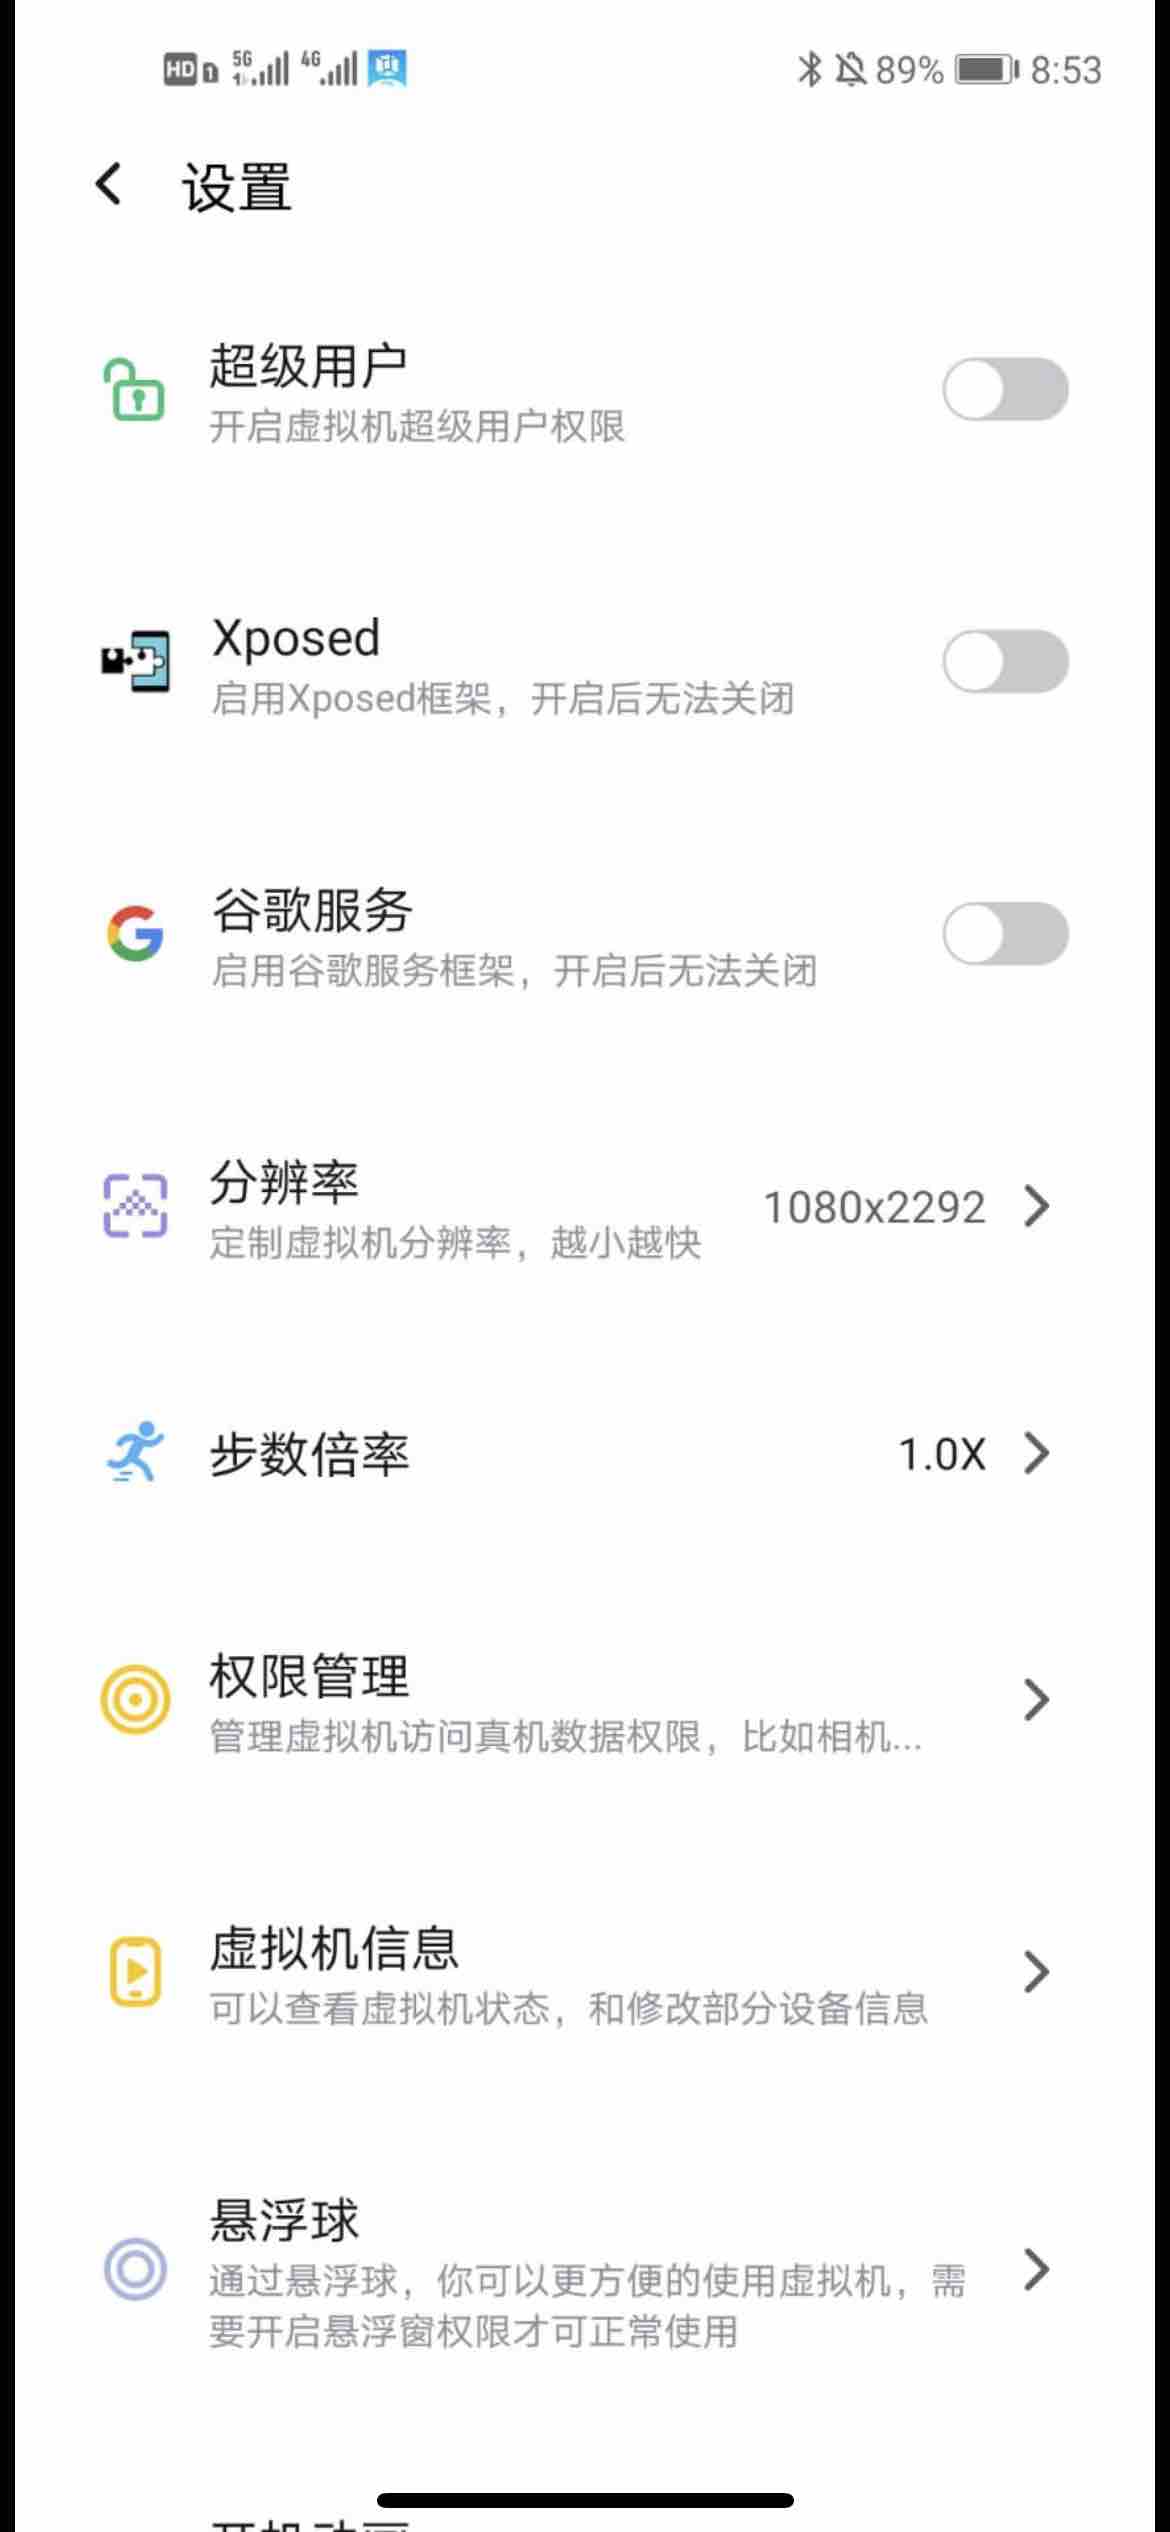 HD 1 5G 4G 89% 8:53
设置
超级用户
开启虚拟机超级用户权限
Xposed
启用Xposed框架，开启后无法关闭
谷歌服务
启用谷歌服务框架，开启后无法关闭
分辨率
定制虚拟机分辨率，越小越快
1080x2292
步数倍率
1.0X
权限管理
管理虚拟机访问真机数据权限，比如相机...
虚拟机信息
可以查看虚拟机状态，和修改部分设备信息
悬浮球
通过悬浮球，你可以更方便的使用虚拟机，需
要开启悬浮窗权限才可正常使用